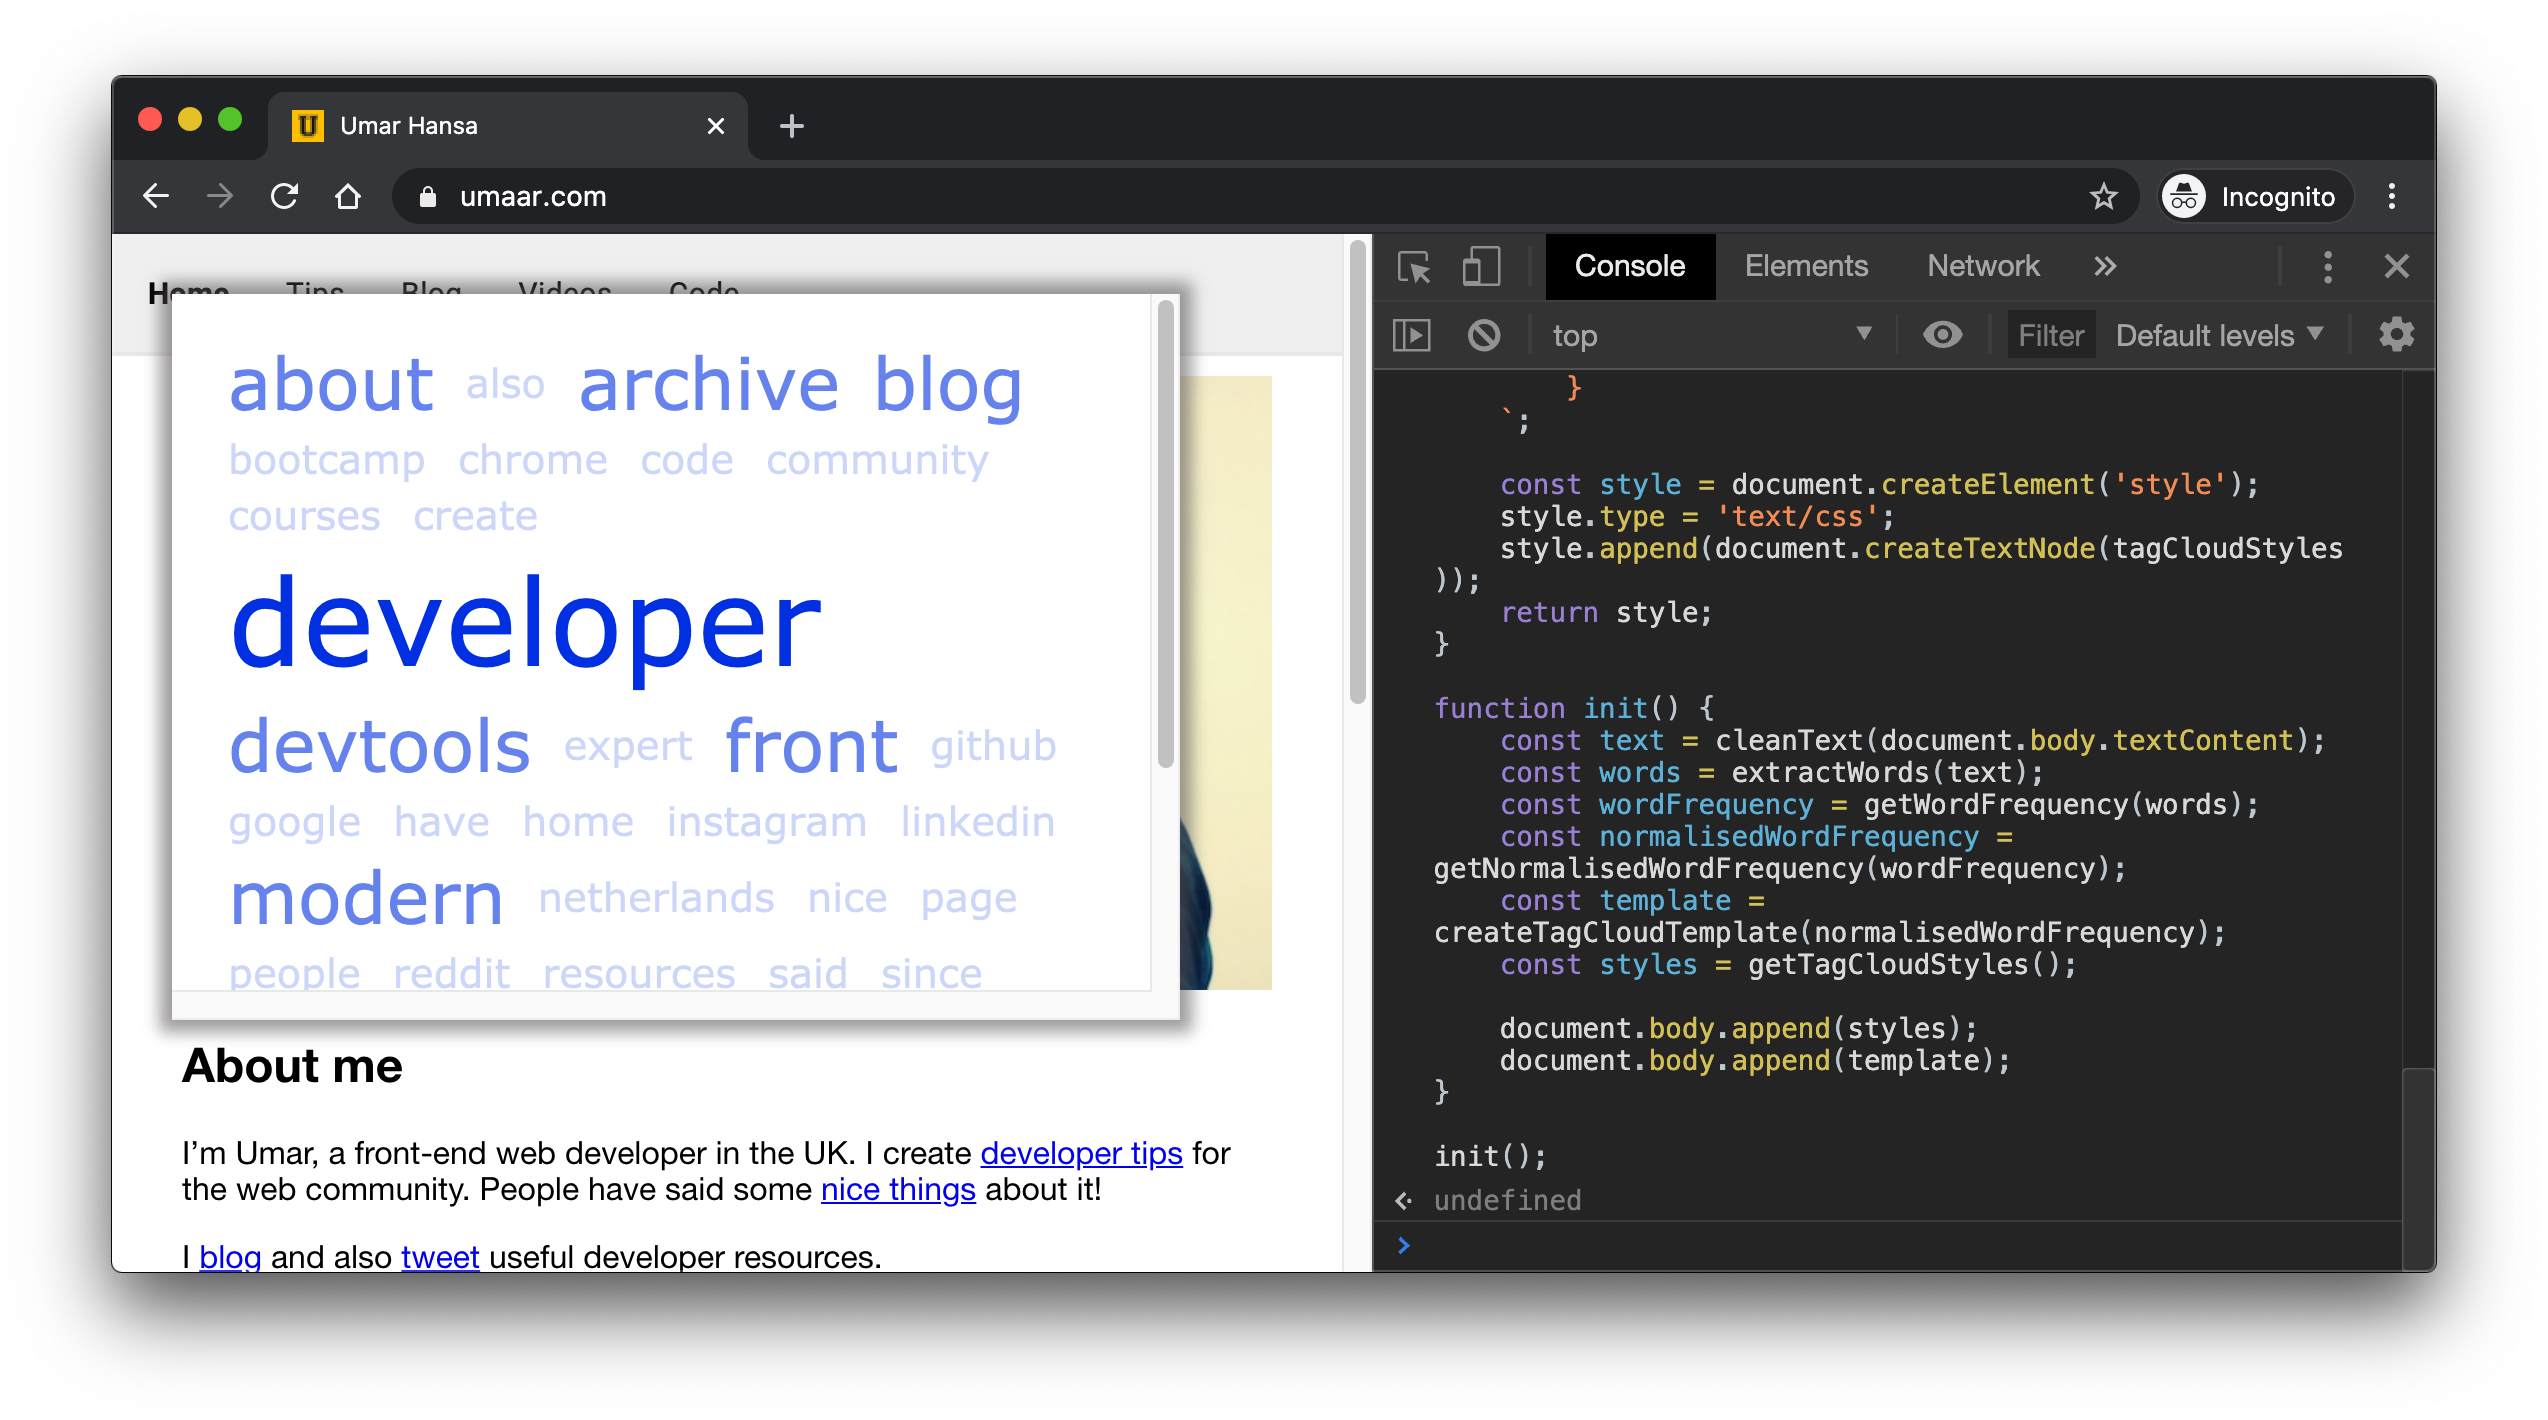 U Umar Hansa
umaar.com
Incognito
Home Tips Blog Videos Code
about also archive blog
bootcamp chrome code community
courses create
developer
devtools expert front github
google have home instagram linkedin
modern netherlands nice page
people reddit resources said since
About me
I’m Umar, a front-end web developer in the UK. I create developer tips for
the web community. People have said some nice things about it!
I blog and also tweet useful developer resources.
Console Elements Network »
top Filter Default levels
}
`;
const style = document.createElement('style');
style.type = 'text/css';
style.append(document.createTextNode(tagCloudStyles
));
return style;
}
function init() {
const text = cleanText(document.body.textContent);
const words = extractWords(text);
const wordFrequency = getWordFrequency(words);
const normalisedWordFrequency =
getNormalisedWordFrequency(wordFrequency);
const template =
createTagCloudTemplate(normalisedWordFrequency);
const styles = getTagCloudStyles();
document.body.append(styles);
document.body.append(template);
}
init();
undefined